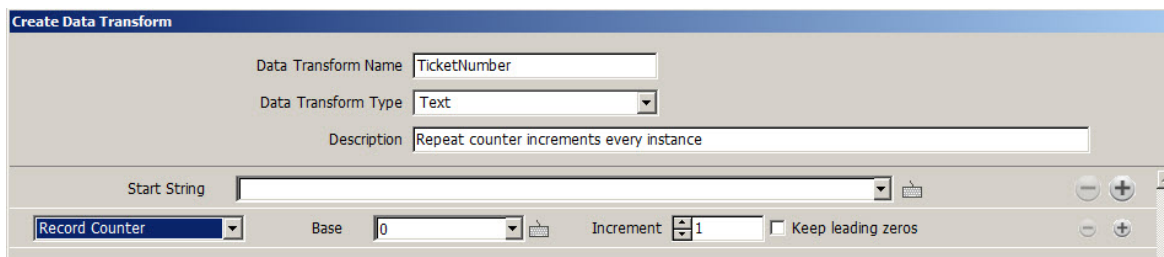 Create Data Transform
Data Transform Name TicketNumber
Data Transform Type Text
Description Repeat counter increments every instance
Start String
Record Counter Base 0 Increment 1 Keep leading zeros